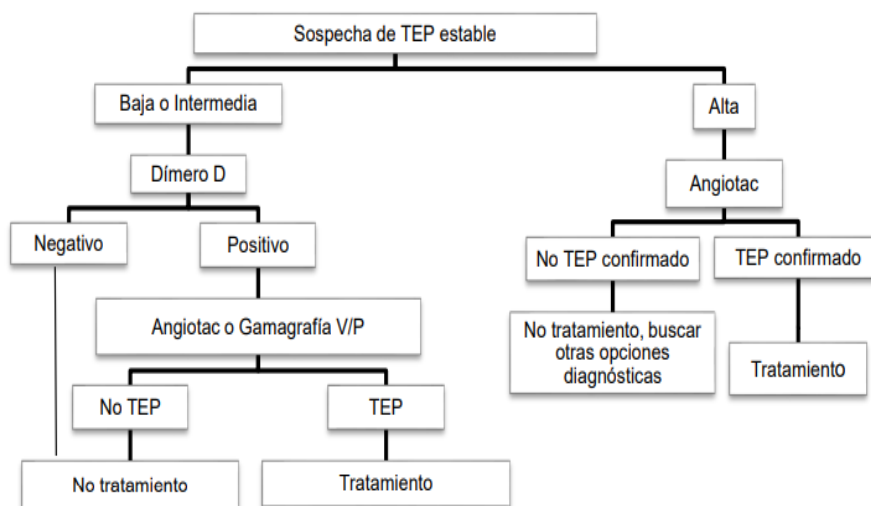 Sospecha de TEP estable
Baja o Intermedia
Alta
Dímero D
Angiotac
Negativo
Positivo
No TEP confirmado
TEP confirmado
Angiotac o Gamagrafía V/P
No tratamiento, buscar
otras opciones
diagnósticas
Tratamiento
No TEP
TEP
No tratamiento
Tratamiento